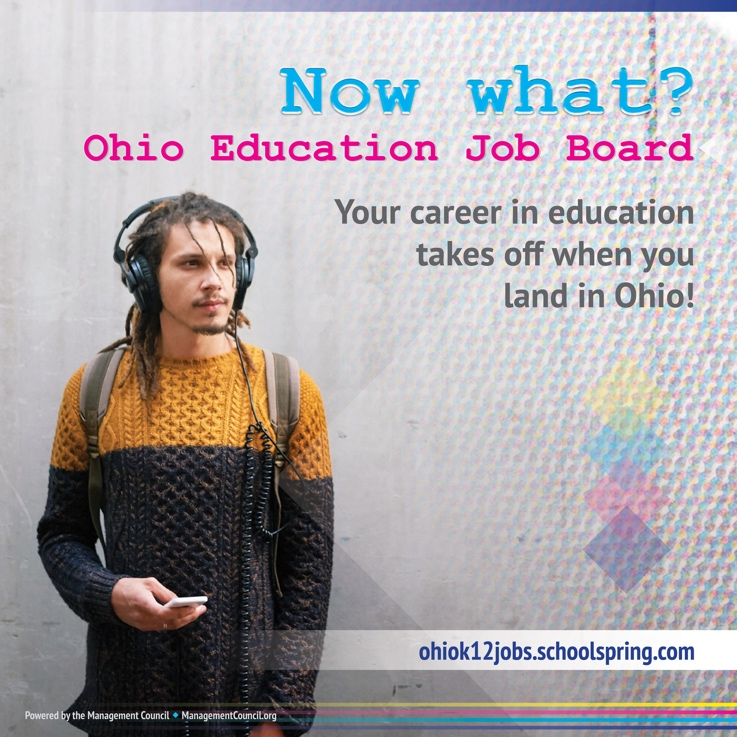 Now what?
Ohio Education Job Board
Your career in education
takes off when you
land in Ohio!
ohiok12jobs.schoolspring.com
Powered by the Management Council ◆ ManagementCouncil.org